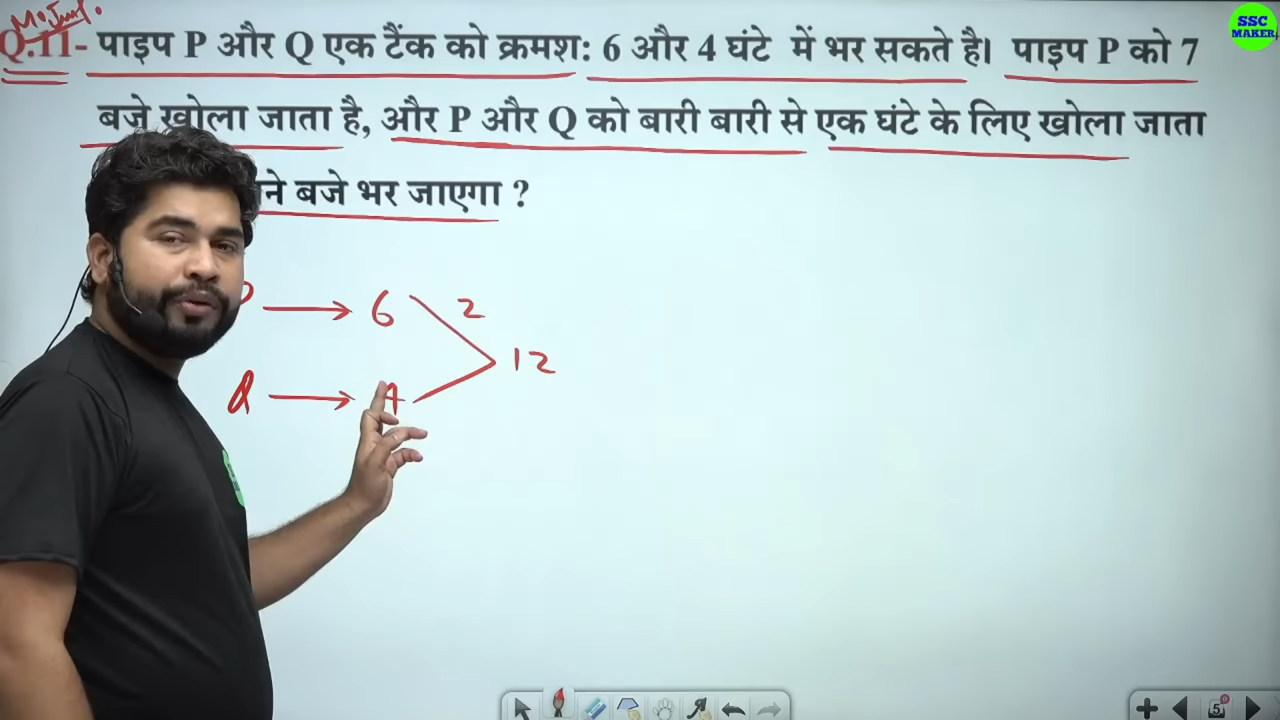 SSC
MAKER
Q.11- पाइप P और Q एक टैंक को क्रमश: 6 और 4 घंटे में भर सकते है। पाइप P को 7
बजे खोला जाता है, और P और Q को बारी बारी से एक घंटे के लिए खोला जाता
ने बजे भर जाएगा ?
6 2
12
Q 4
5